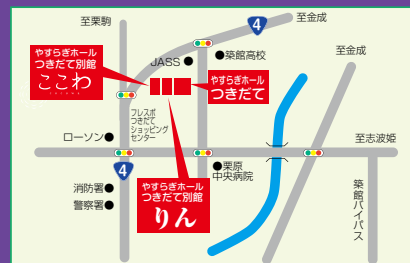 至栗駒
4
至金成
至金成
やすらぎホール
つきだて別館
ここわ
JASS
築館高校
やすらぎホール
つきだて
フレスポ
つきだて
ショッピング
センター
ローソン
至志波姫
4
消防署
警察署
やすらぎホール
つきだて別館
りん
栗原
中央病院
築館バイパス